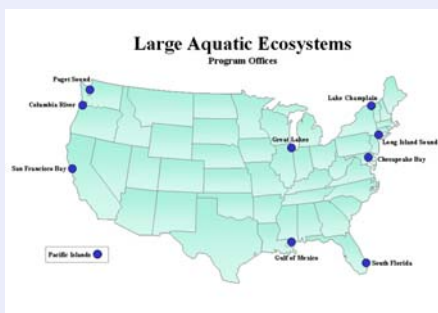 Large Aquatic Ecosystems
Program Offices
Puget Sound
Columbia River
Lake Champlain
Great Lakes
Long Island Sound
Chesapeake Bay
San Francisco Bay
Pacific Islands
Gulf of Mexico
South Florida